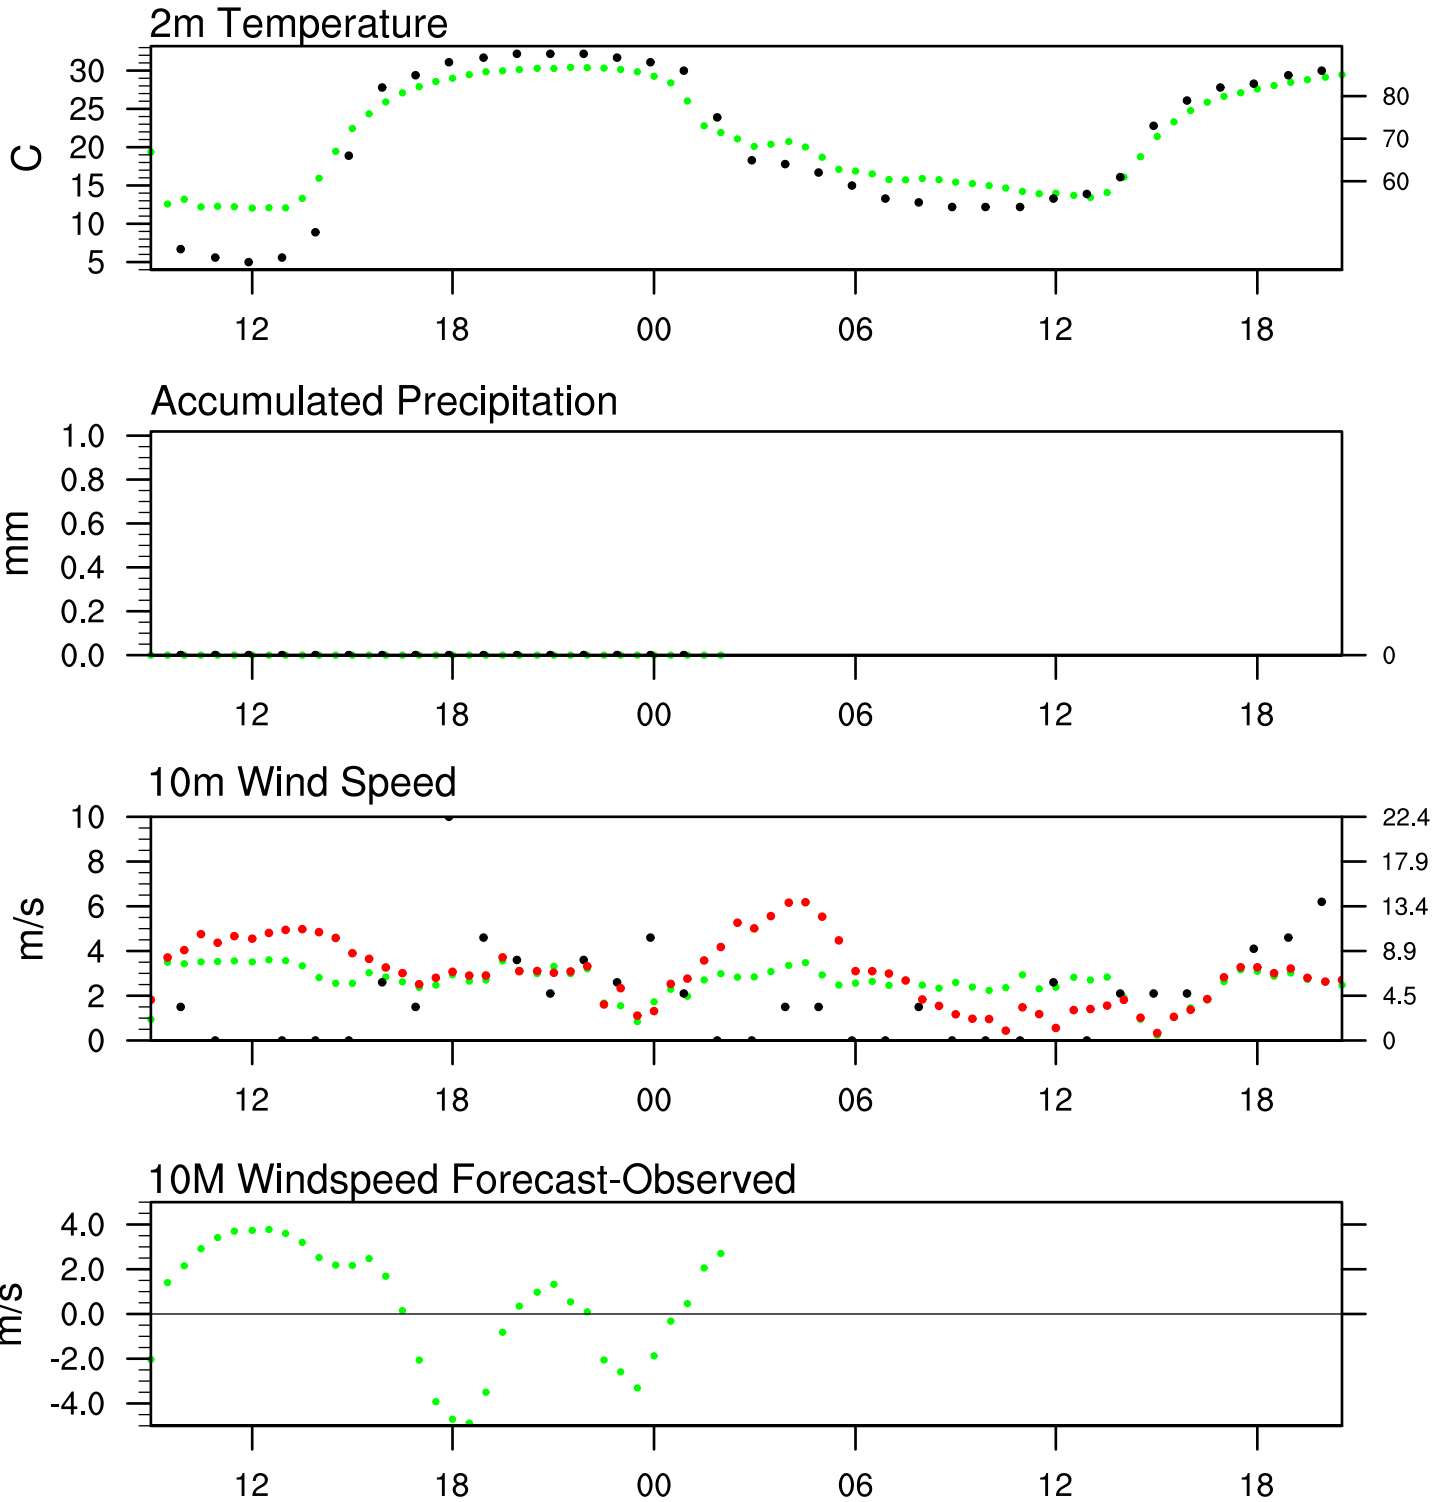 2m Temperature
30
25
20
15
10
5
C
80
70
60
12 18 00 06 12 18
Accumulated Precipitation
1.0
0.8
0.6
0.4
0.2
0.0
mm
0
12 18 00 06 12 18
10m Wind Speed
10
8
6
4
2
0
m/s
22.4
17.9
13.4
8.9
4.5
0
12 18 00 06 12 18
10M Windspeed Forecast-Observed
4.0
2.0
0.0
-2.0
-4.0
m/s
12 18 00 06 12 18